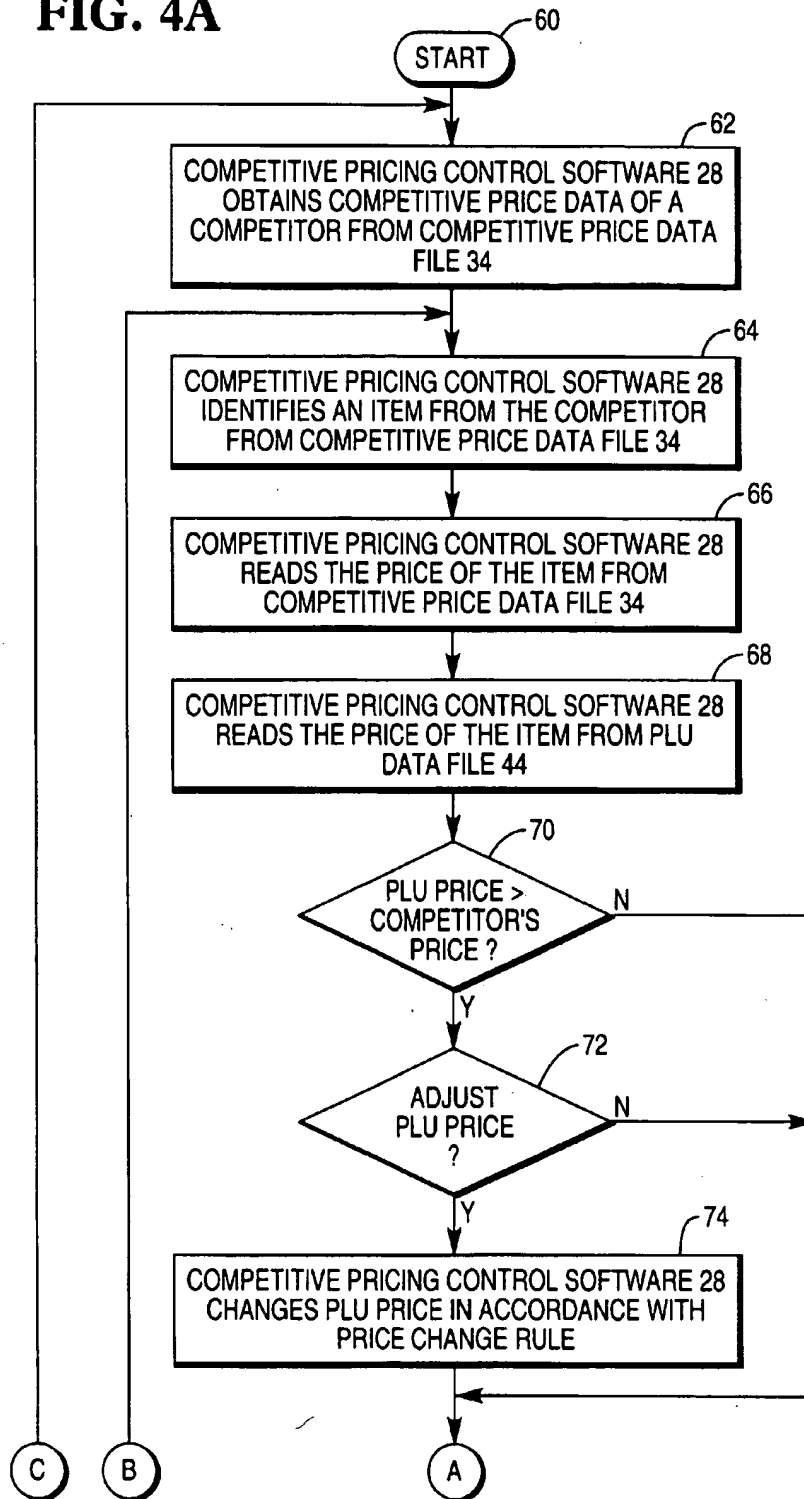 FIG. 4A
60
START
62
COMPETITIVE PRICING CONTROL SOFTWARE 28
OBTAINS COMPETITIVE PRICE DATA OF A
COMPETITOR FROM COMPETITIVE PRICE DATA
FILE 34
64
COMPETITIVE PRICING CONTROL SOFTWARE 28
IDENTIFIES AN ITEM FROM THE COMPETITOR
FROM COMPETITIVE PRICE DATA FILE 34
66
COMPETITIVE PRICING CONTROL SOFTWARE 28
READS THE PRICE OF THE ITEM FROM
COMPETITIVE PRICE DATA FILE 34
68
COMPETITIVE PRICING CONTROL SOFTWARE 28
READS THE PRICE OF THE ITEM FROM PLU
DATA FILE 44
70
PLU PRICE >
COMPETITOR'S
PRICE ?
N
Y
72
ADJUST
PLU PRICE
?
N
Y
74
COMPETITIVE PRICING CONTROL SOFTWARE 28
CHANGES PLU PRICE IN ACCORDANCE WITH
PRICE CHANGE RULE
C
B
A